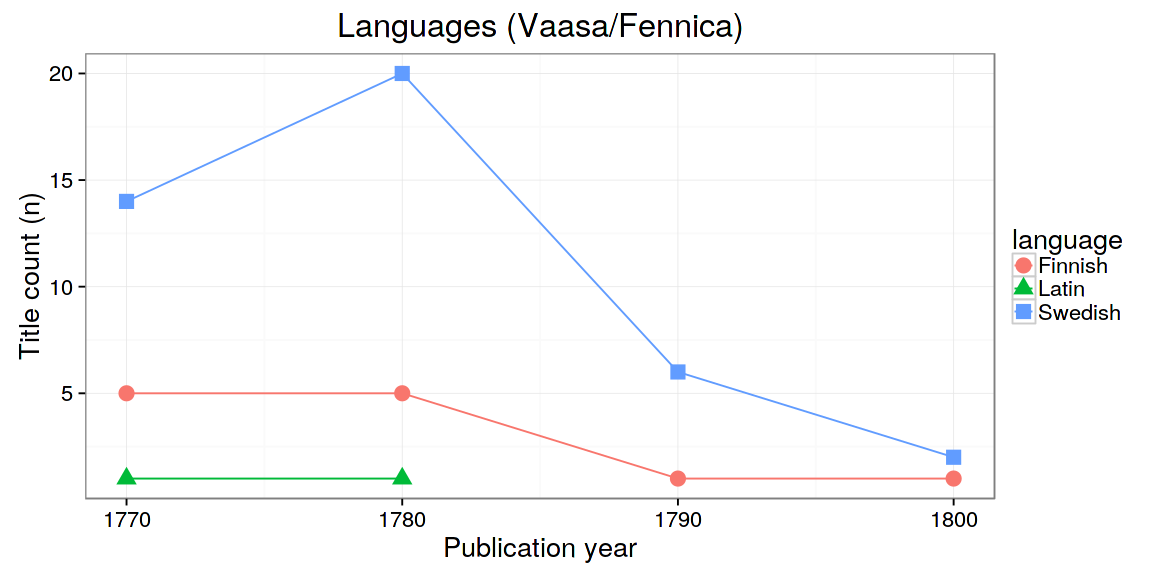 Languages (Vaasa/Fennica)
20
15
10
5
Title count (n)
1770 1780 1790 1800
Publication year
language
Finnish
Latin
Swedish